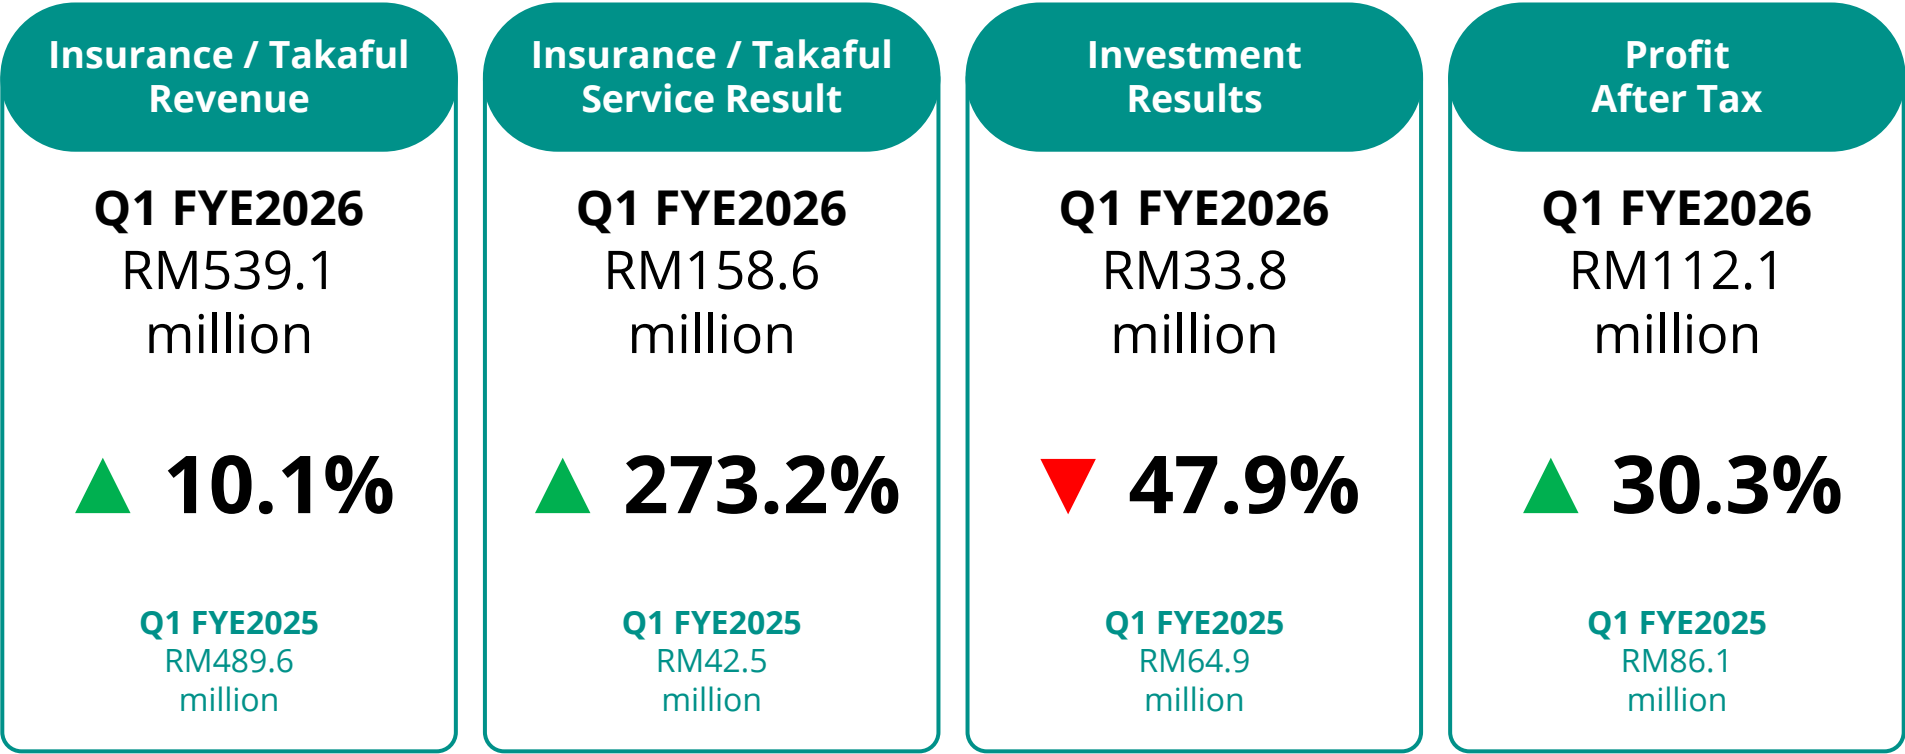 Insurance / Takaful
Revenue
Q1 FYE2026
RM539.1
million
▲ 10.1%
Q1 FYE2025
RM489.6
million
Insurance / Takaful
Service Result
Q1 FYE2026
RM158.6
million
▲ 273.2%
Q1 FYE2025
RM42.5
million
Investment
Results
Q1 FYE2026
RM33.8
million
▼ 47.9%
Q1 FYE2025
RM64.9
million
Profit
After Tax
Q1 FYE2026
RM112.1
million
▲ 30.3%
Q1 FYE2025
RM86.1
million